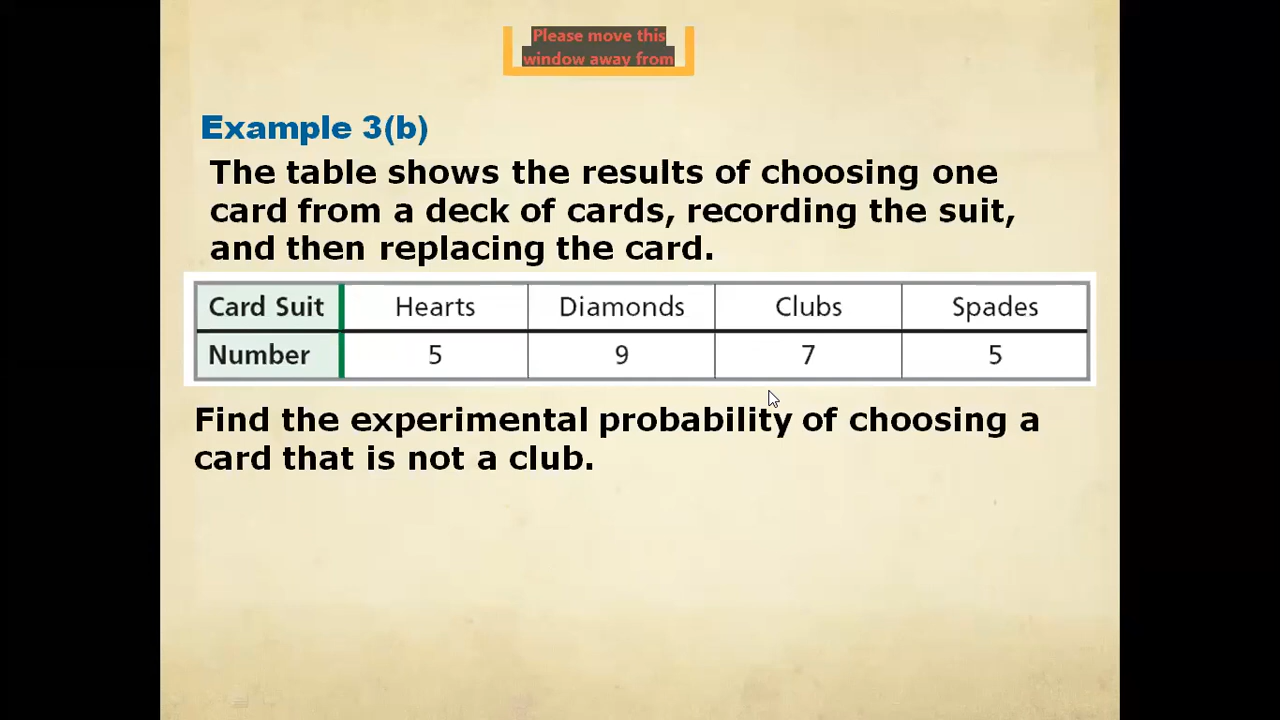 Please move this
window away from
Example 3(b)
The table shows the results of choosing one
card from a deck of cards, recording the suit,
and then replacing the card.
Card Suit Hearts Diamonds Clubs Spades
Number 5 9 7 5
Find the experimental probability of choosing a
card that is not a club.